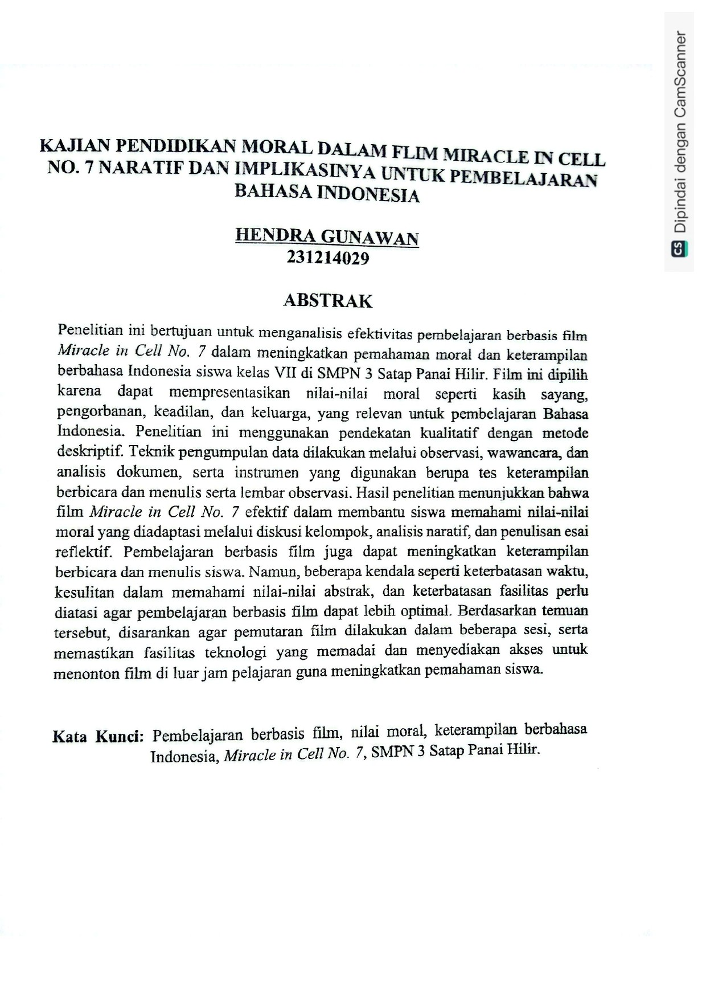 KAJIAN PENDIDIKAN MORAL DALAM FLIM MIRACLE IN CELL
NO. 7 NARATIF DAN IMPLIKASINYA UNTUK PEMBELAJARAN
BAHASA INDONESIA
HENDRA GUNAWAN
231214029
ABSTRAK
Penelitian ini bertujuan untuk menganalisis efektivitas pembelajaran berbasis film
Miracle in Cell No. 7 dalam meningkatkan pemahaman moral dan keterampilan
berbahasa Indonesia siswa kelas VII di SMPN 3 Satap Panai Hilir. Film ini dipilih
karena dapat mempresentasikan nilai-nilai moral seperti kasih sayang,
pengorbanan, keadilan, dan keluarga, yang relevan untuk pembelajaran Bahasa
Indonesia. Penelitian ini menggunakan pendekatan kualitatif dengan metode
deskriptif. Teknik pengumpulan data dilakukan melalui observasi, wawancara, dan
analisis dokumen, serta instrumen yang digunakan berupa tes keterampilan
berbicara dan menulis serta lembar observasi. Hasil penelitian menunjukkan bahwa
film Miracle in Cell No. 7 efektif dalam membantu siswa memahami nilai-nilai
moral yang diadaptasi melalui diskusi kelompok, analisis naratif, dan penulisan esai
reflektif. Pembelajaran berbasis film juga dapat meningkatkan keterampilan
berbicara dan menulis siswa. Namun, beberapa kendala seperti keterbatasan waktu,
kesulitan dalam memahami nilai-nilai abstrak, dan keterbatasan fasilitas perlu
diatasi agar pembelajaran berbasis film dapat lebih optimal. Berdasarkan temuan
tersebut, disarankan agar pemutaran film dilakukan dalam beberapa sesi, serta
memastikan fasilitas teknologi yang memadai dan menyediakan akses untuk
menonton film di luar jam pelajaran guna meningkatkan pemahaman siswa.
Kata Kunci: Pembelajaran berbasis film, nilai moral, keterampilan berbahasa
Indonesia, Miracle in Cell No. 7, SMPN 3 Satap Panai Hilir.
CS Dipindai dengan CamScanner